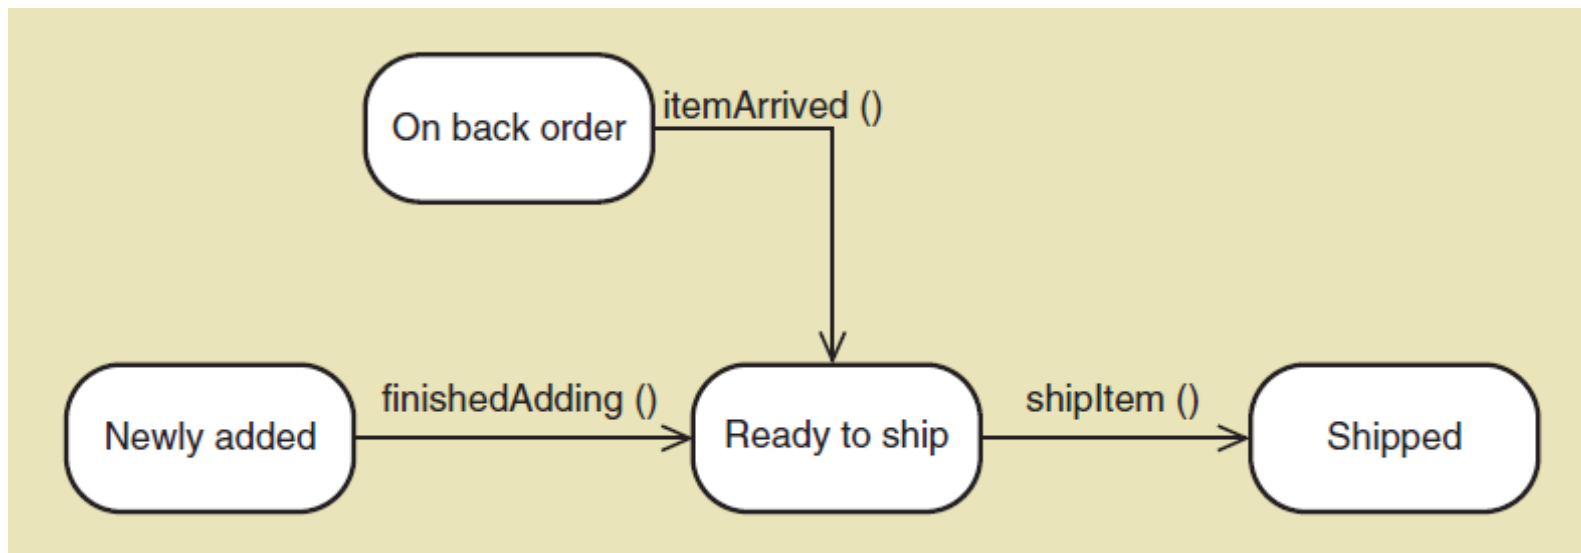 On back order
itemArrived ()
Newly added
finishedAdding ()
Ready to ship
shipItem ()
Shipped